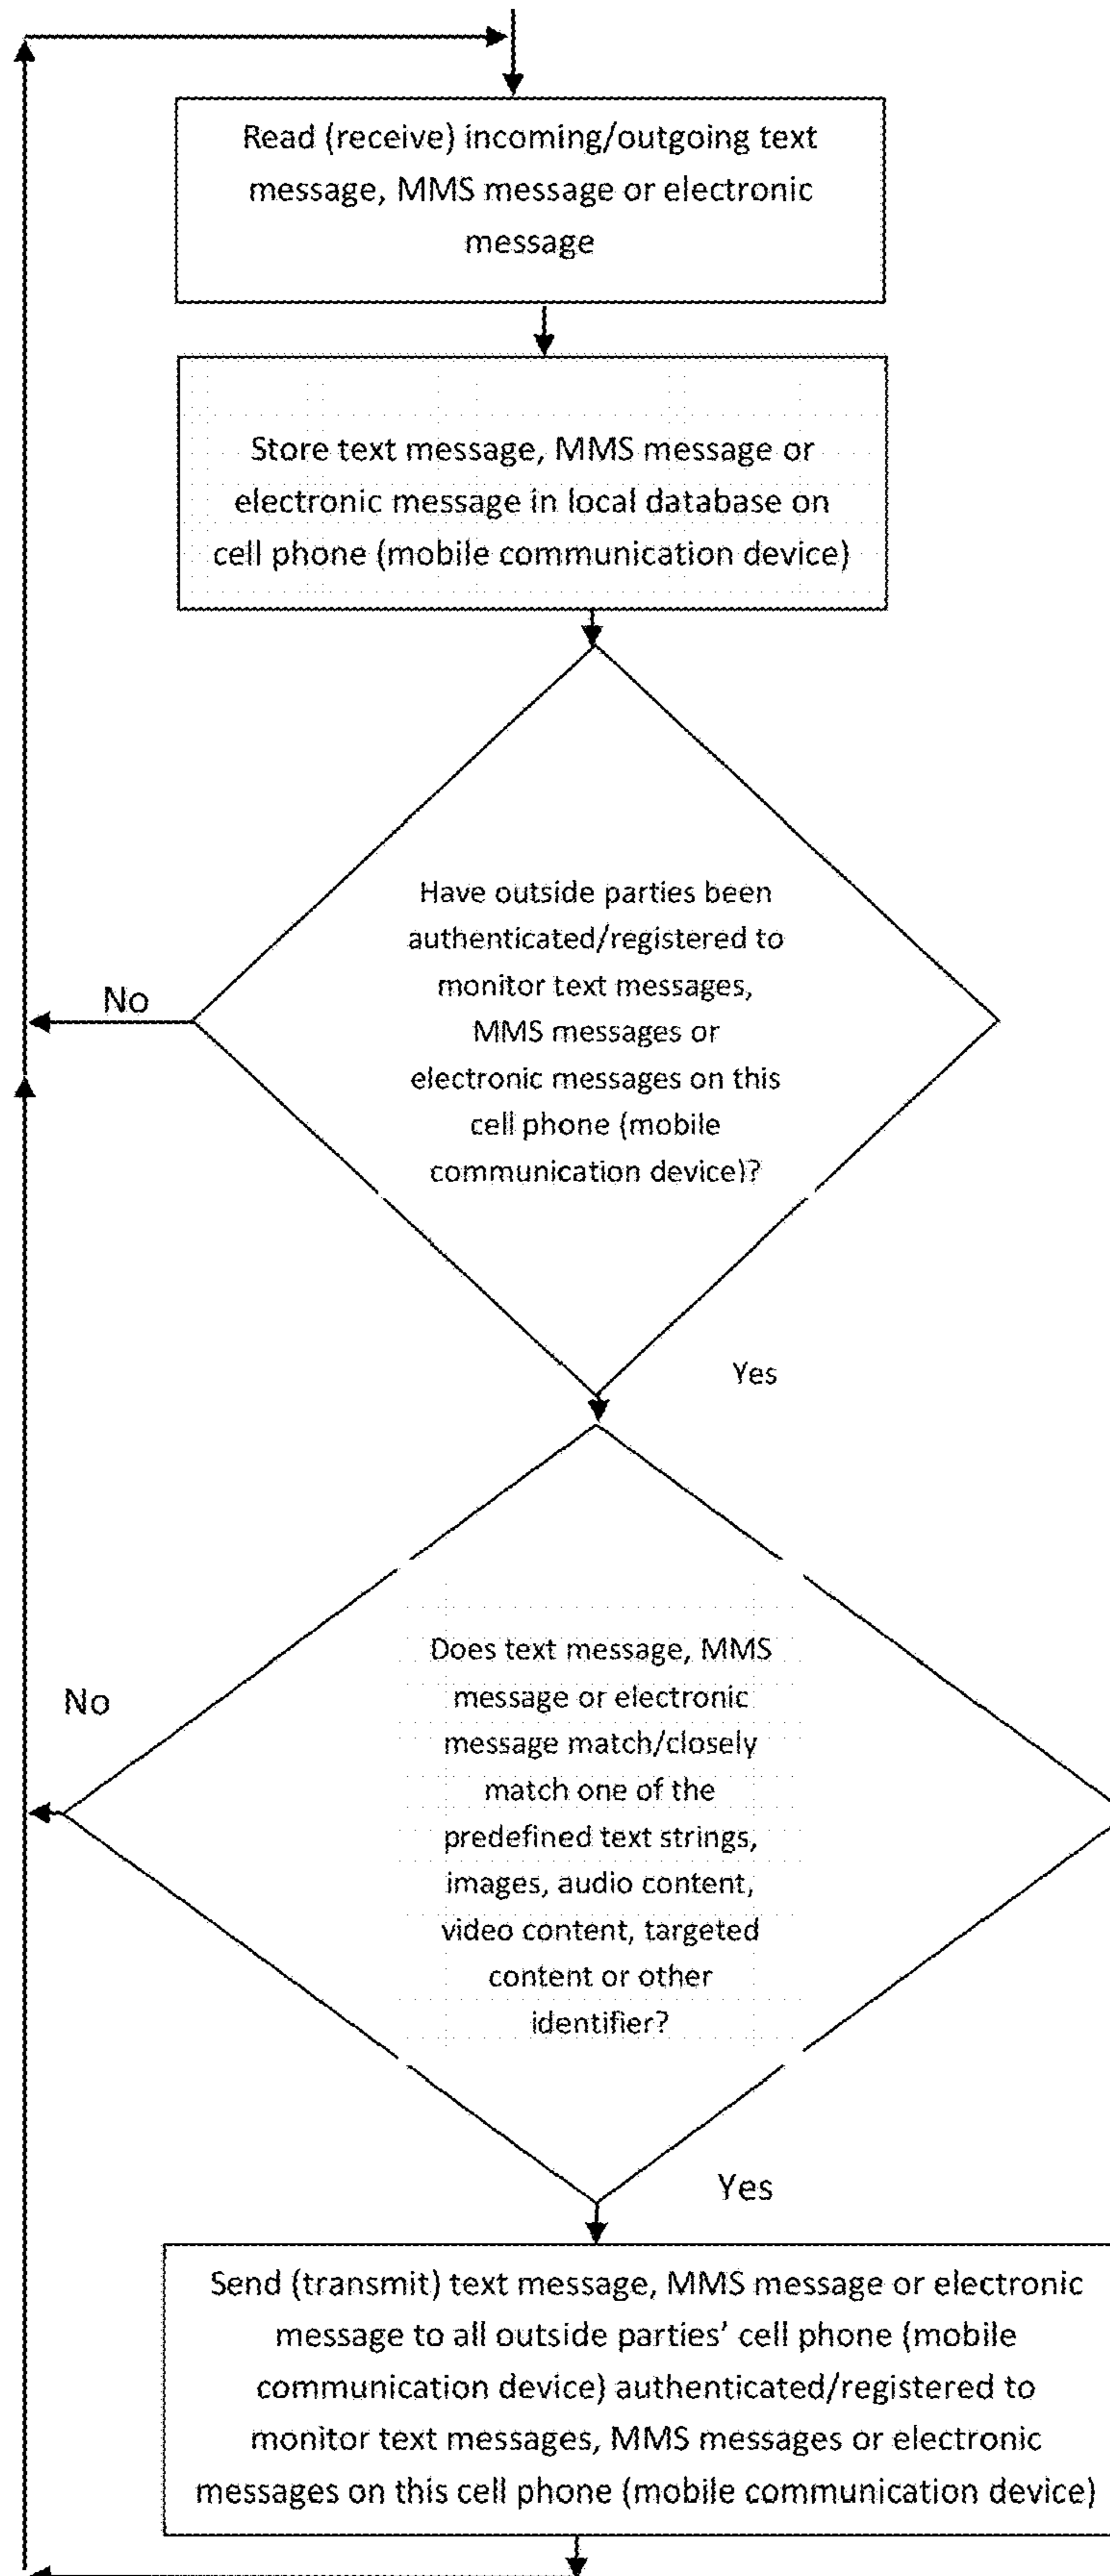 Read (receive) incoming/outgoing text
message, MMS message or electronic
message
Store text message, MMS message or
electronic message in local database on
cell phone (mobile communication device)
Have outside parties been
authenticated/registered to
monitor text messages,
MMS messages or
electronic messages on this
cell phone (mobile
communication device)?
No
Yes
Does text message, MMS
message or electronic
message match/closely
match one of the
predefined text strings,
images, audio content,
video content, targeted
content or other
identifier?
No
Yes
Send (transmit) text message, MMS message or electronic
message to all outside parties’ cell phone (mobile
communication device) authenticated/registered to
monitor text messages, MMS messages or electronic
messages on this cell phone (mobile communication device)